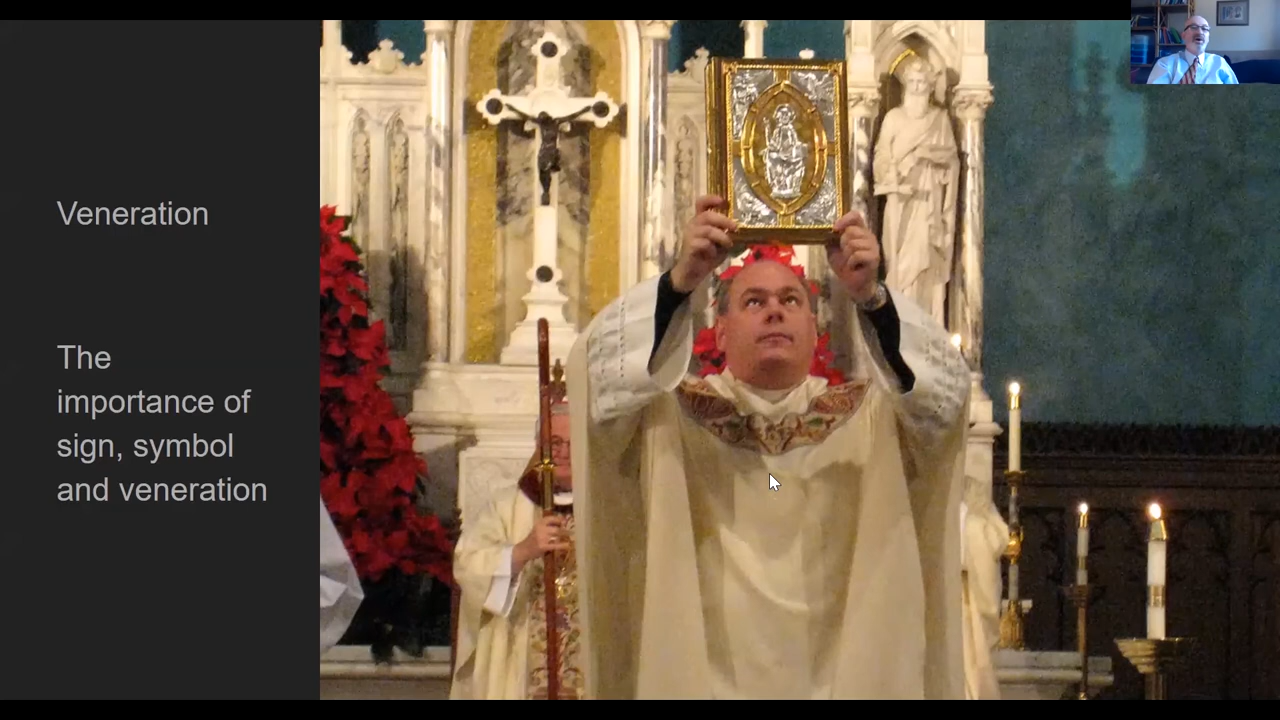 Veneration
The
importance of
sign, symbol
and veneration